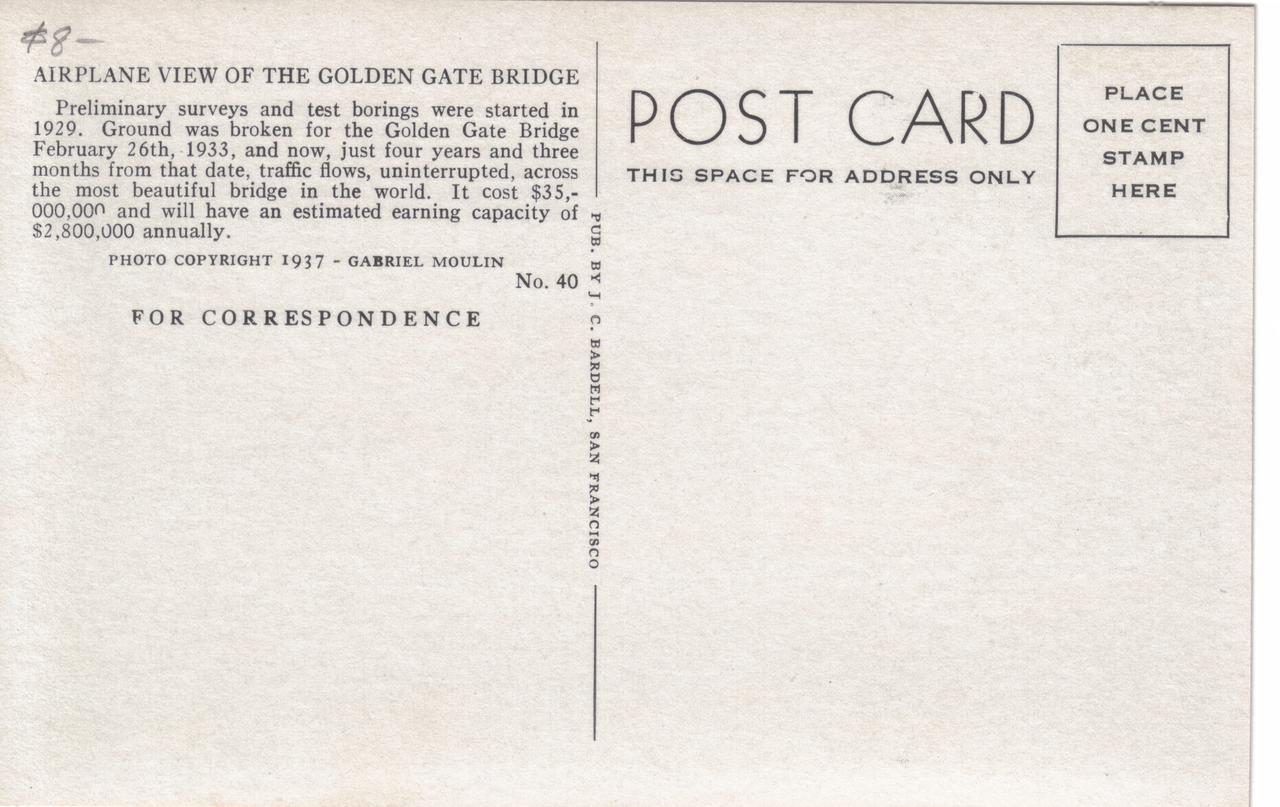 $8-
AIRPLANE VIEW OF THE GOLDEN GATE BRIDGE
Preliminary surveys and test borings were started in
1929. Ground was broken for the Golden Gate Bridge
February 26th, 1933, and now, just four years and three
months from that date, traffic flows, uninterrupted, across
the most beautiful bridge in the world. It cost $35,-
000,000 and will have an estimated earning capacity of
$2,800,000 annually.
PHOTO COPYRIGHT 1937 - GABRIEL MOULIN
No. 40
FOR CORRESPONDENCE
PUB. BY J. C. BARDELL, SAN FRANCISCO
POST CARD
THIS SPACE FOR ADDRESS ONLY
PLACE
ONE CENT
STAMP
HERE